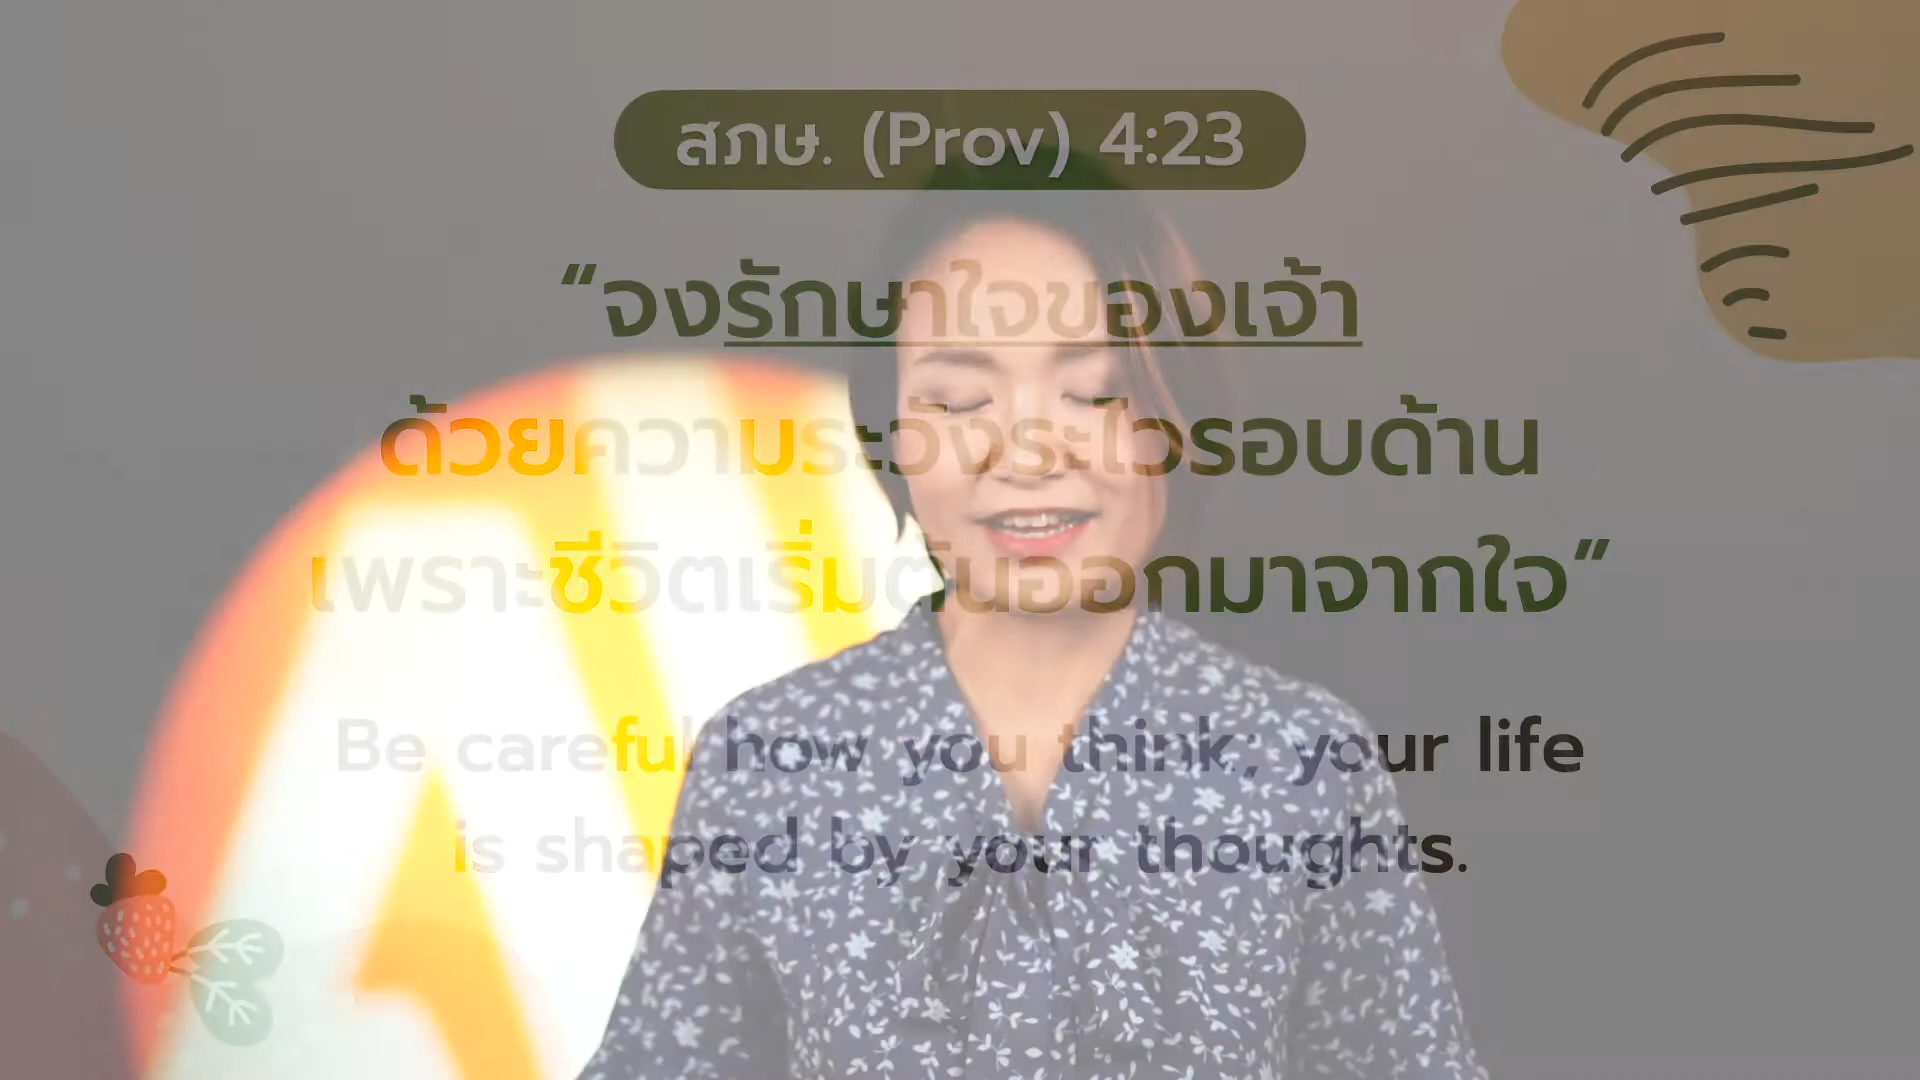 สภษ. (Prov) 4:23
“จงรักษาใจของเจ้า
ด้วยความระวังระไวรอบด้าน
เพราะชีวิตเริ่มต้นออกมาจากใจ”
Be careful how you think; your life
is shaped by your thoughts.